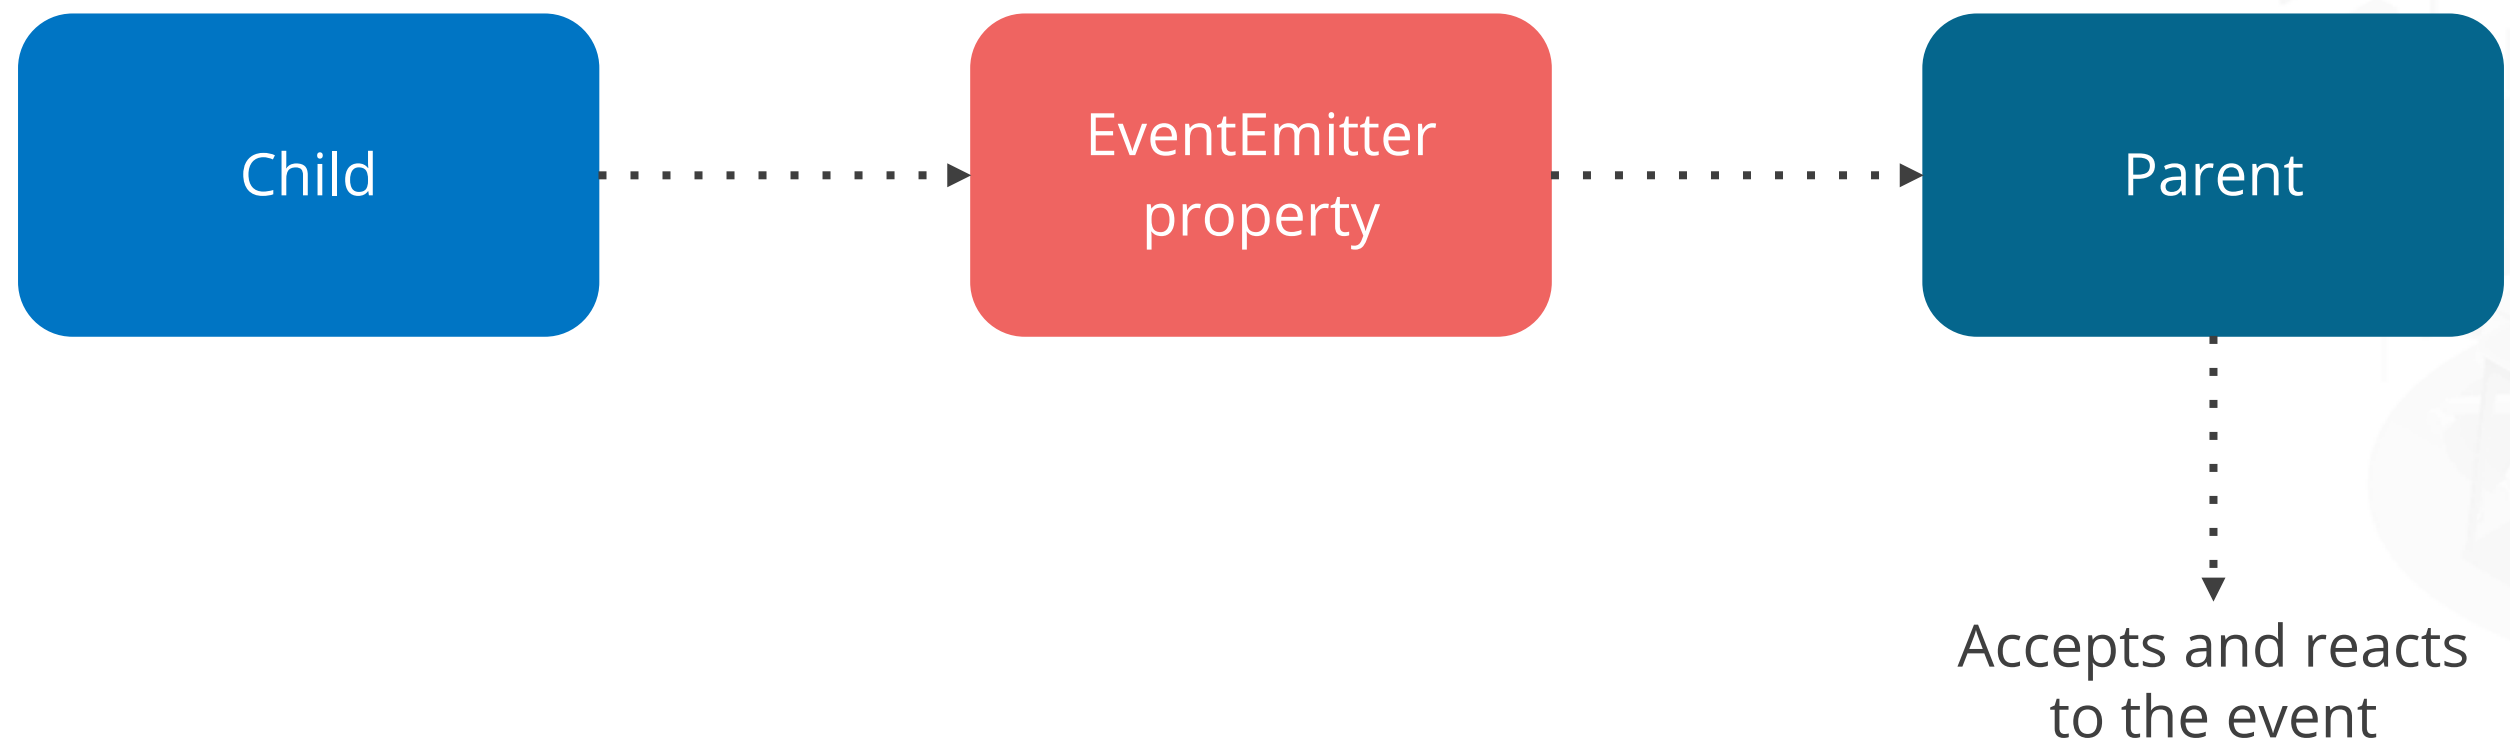 Child
EventEmitter
property
Parent
Accepts and reacts
to the event